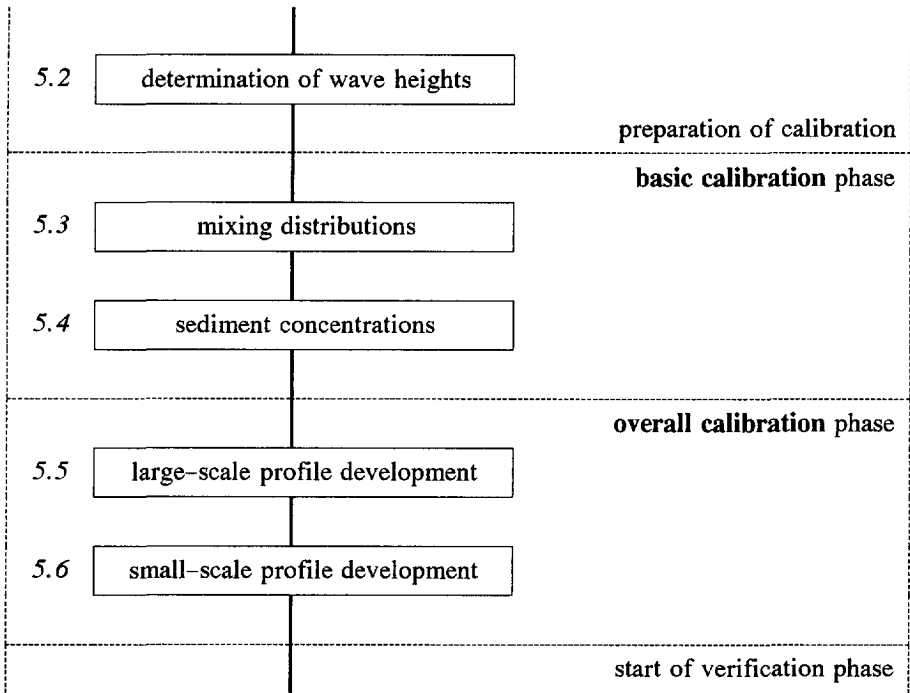 5.2 determination of wave heights
preparation of calibration
basic calibration phase
5.3 mixing distributions
5.4 sediment concentrations
overall calibration phase
5.5 large-scale profile development
5.6 small-scale profile development
start of verification phase